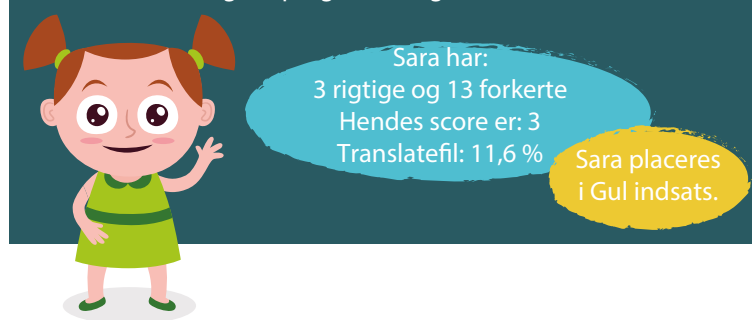 Sara har:
3 rigtige og 13 forkerte
Hendes score er: 3
Translatefil: 11,6 %
Sara placeres
i Gul indsats.